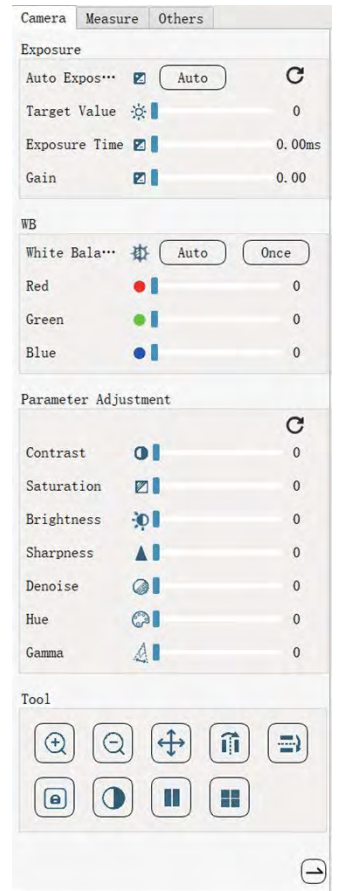 Camera Measure Others
Exposure
Auto Expos··· Auto
Target Value 0
Exposure Time 0.00ms
Gain 0.00
WB
White Bala··· Auto Once
Red 0
Green 0
Blue 0
Parameter Adjustment
Contrast 0
Saturation 0
Brightness 0
Sharpness 0
Denoise 0
Hue 0
Gamma 0
Tool